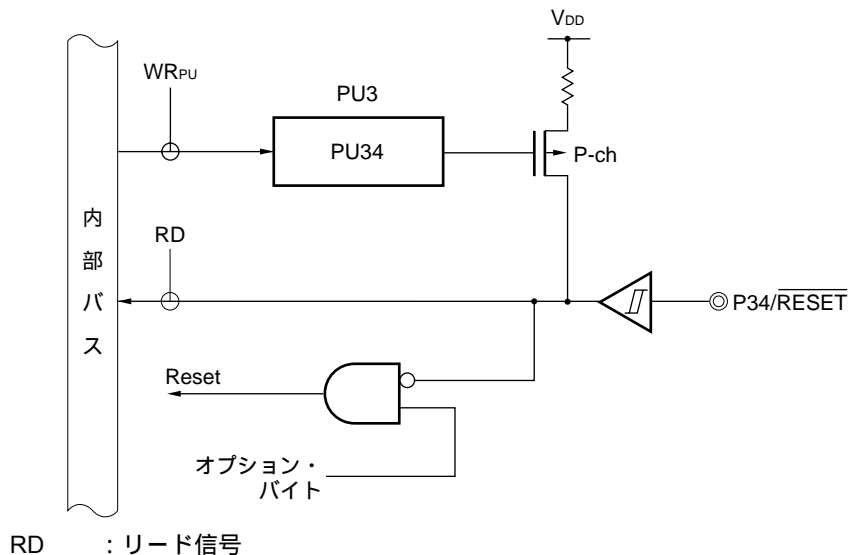 VDD
WRPU
PU3
PU34
P-ch
内部バス
RD
P34/RESET
Reset
オプション・
バイト
RD : リード信号